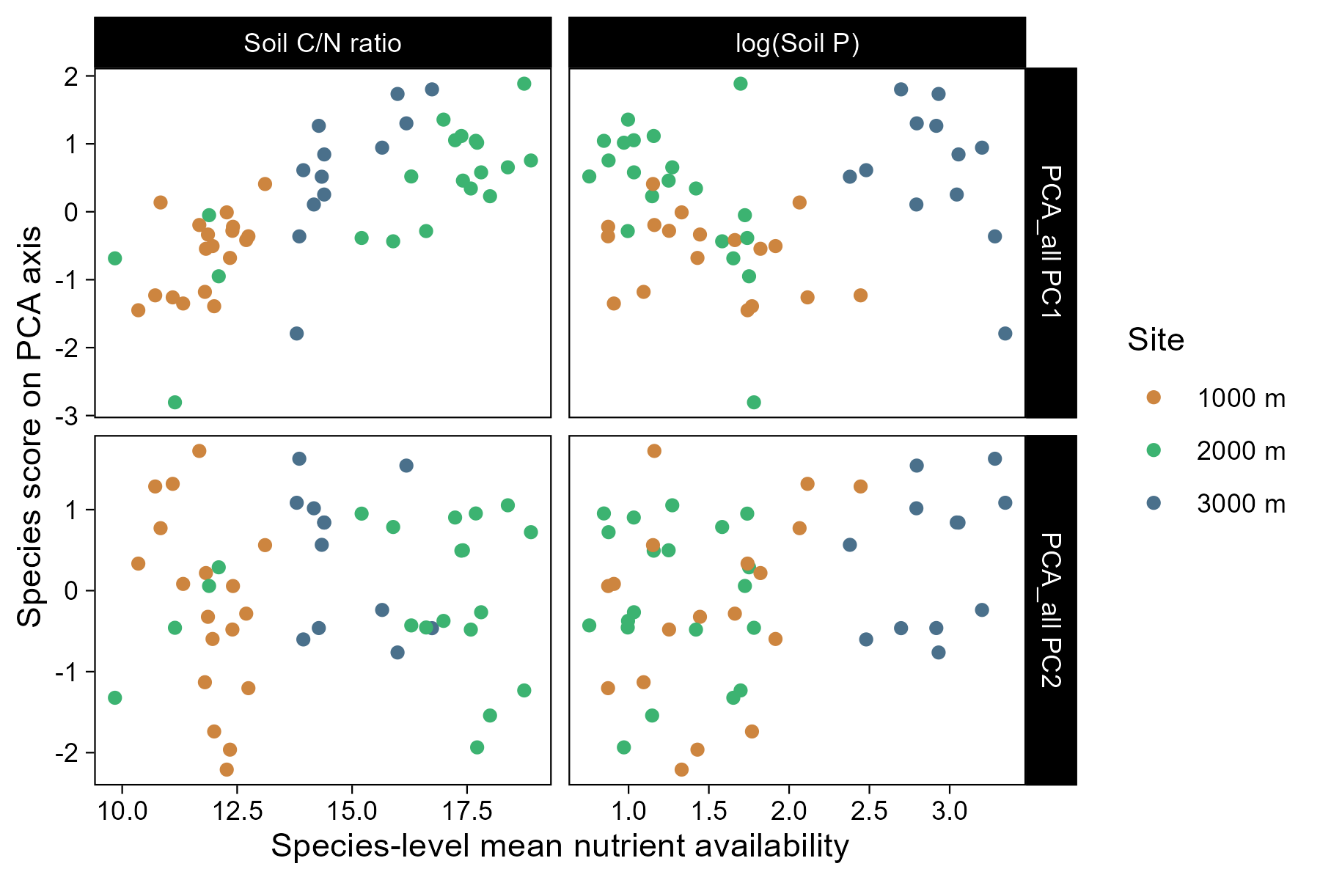 Soil C/N ratio
log(Soil P)
Species score on PCA axis
2
1
0
-1
-2
-3
PCA_all PC1
1
0
-1
-2
PCA_all PC2
10.0
12.5
15.0
17.5
1.0
1.5
2.0
2.5
3.0
Species-level mean nutrient availability
Site
1000 m
2000 m
3000 m